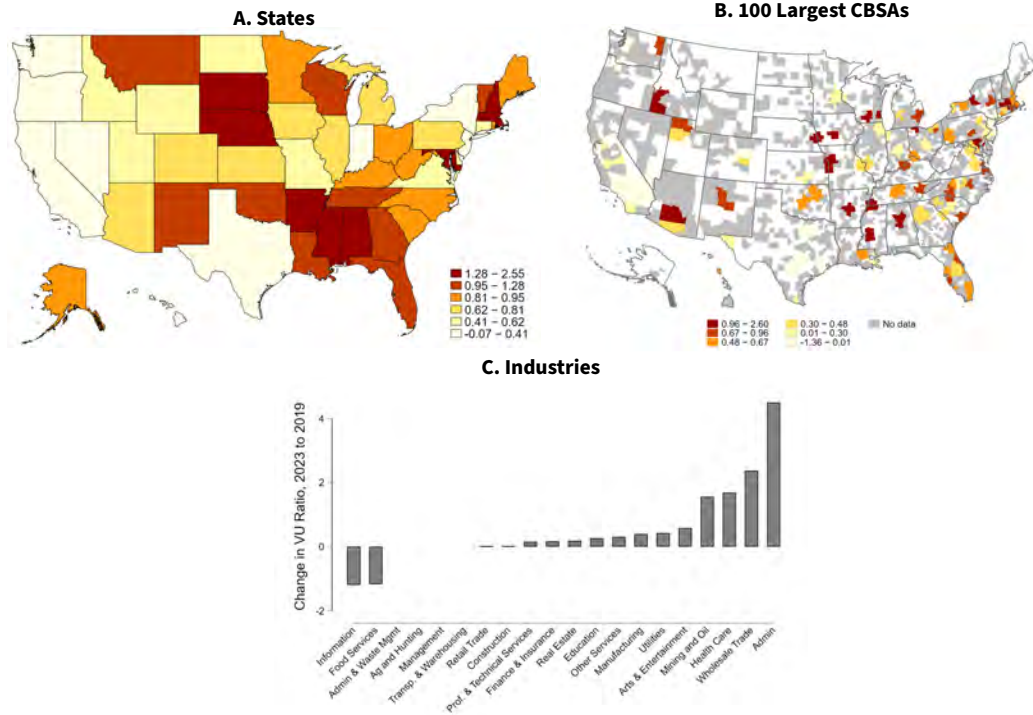 A. States
1.28 − 2.55
0.95 − 1.28
0.81 − 0.95
0.62 − 0.81
0.41 − 0.62
-0.07 − 0.41
B. 100 Largest CBSAs
0.96 − 2.60
0.67 − 0.96
0.48 − 0.67
0.30 − 0.48
0.01 − 0.30
-1.36 − 0.01
No data
C. Industries
Change in VU Ratio, 2023 to 2019
4
2
0
-2
Information
Food Services
Admin & Waste Mgmt
Ag and Hunting
Management
Transp. & Warehousing
Retail Trade
Construction
Prof. & Technical Services
Finance & Insurance
Real Estate
Education
Other Services
Manufacturing
Utilities
Arts & Entertainment
Mining and Oil
Health Care
Wholesale Trade
Admin